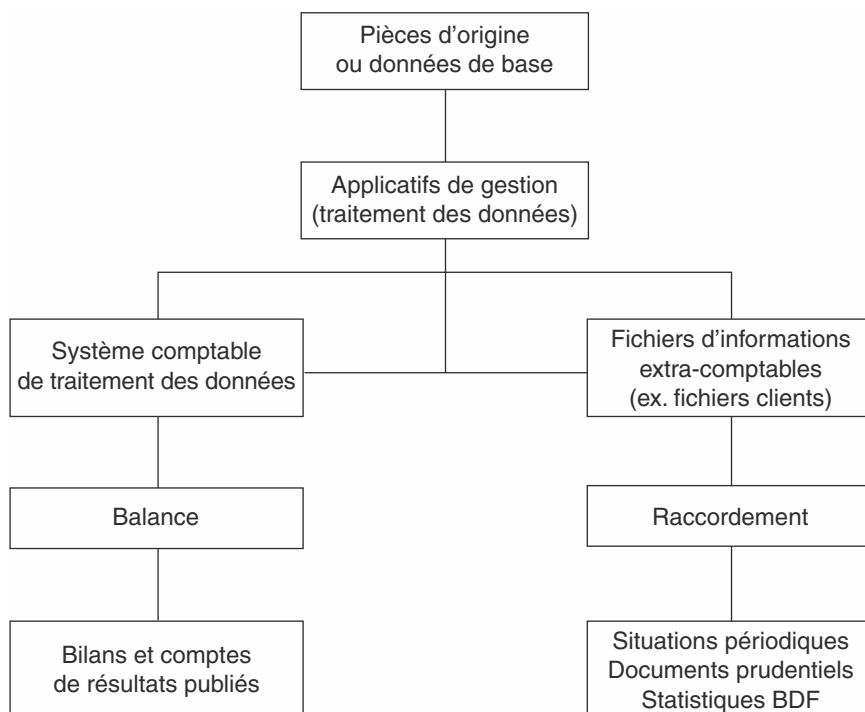 Pièces d'origine
ou données de base
Applicatifs de gestion
(traitement des données)
Système comptable
de traitement des données
Fichiers d'informations
extra-comptables
(ex. fichiers clients)
Balance
Raccordement
Bilans et comptes
de résultats publiés
Situations périodiques
Documents prudentiels
Statistiques BDF